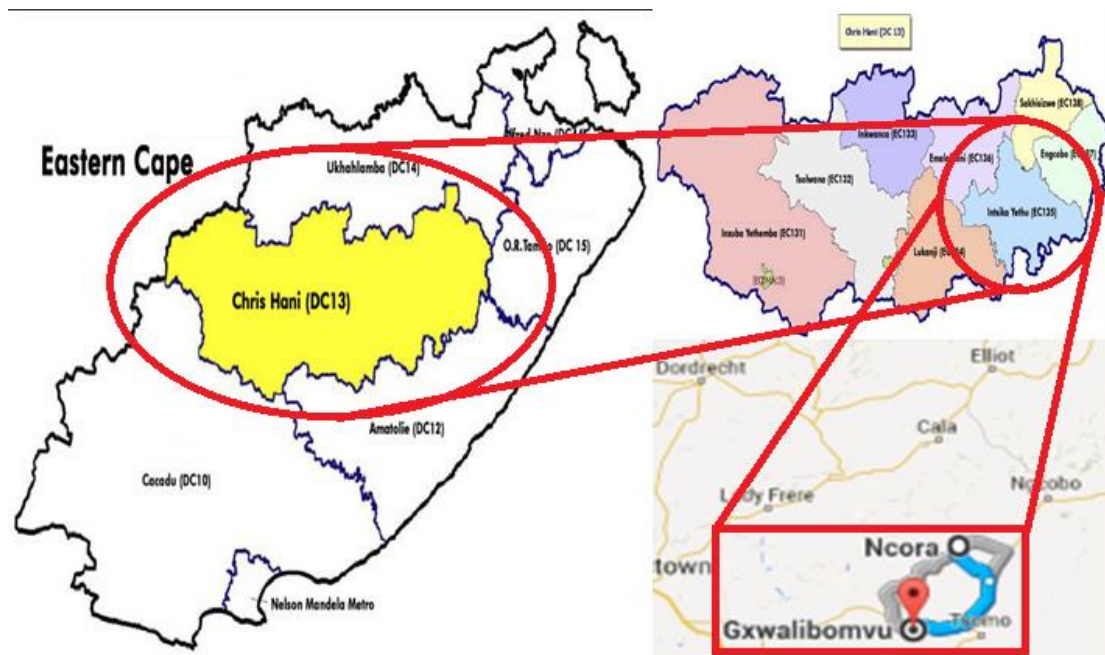 Eastern Cape
Ukhahlamba (DC14)
O.R.Tambo (DC 15)
Chris Hani (DC13)
Amatolie (DC12)
Cacadu (DC10)
Nelson Mandela Metro
Chris Hani (DC 13)
Sakhisizwe (EC138)
Inkwanca (EC133)
Engcobo
Emalahleni (EC136)
Tsolwana (EC132)
Intsika Yethu (EC135)
Inxuba Yethemba (EC131)
Lukanji
Dordrecht
Elliot
Cala
Lady Frere
Ngcobo
town
Ncora
Gxwalibomvu
Tsomo